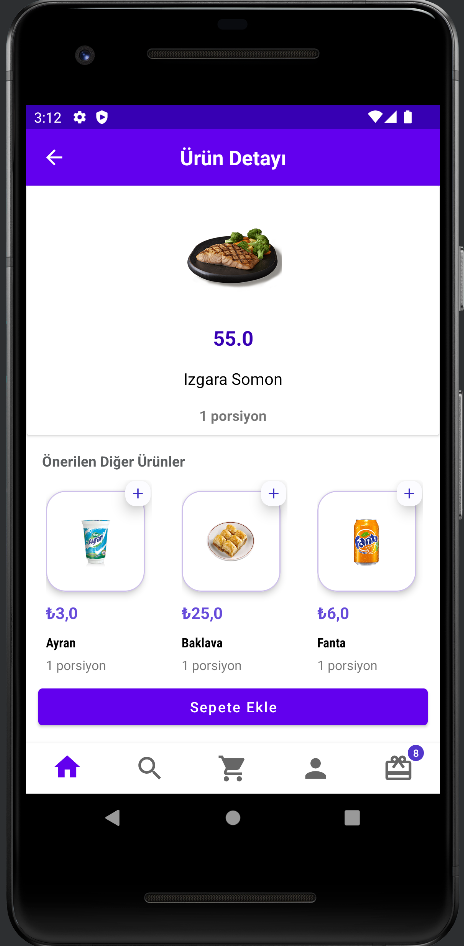 3:12
Ürün Detayı
55.0
Izgara Somon
1 porsiyon
Önerilen Diğer Ürünler
₺3,0 ₺25,0 ₺6,0
Ayran Baklava Fanta
1 porsiyon 1 porsiyon 1 porsiyon
Sepete Ekle
8